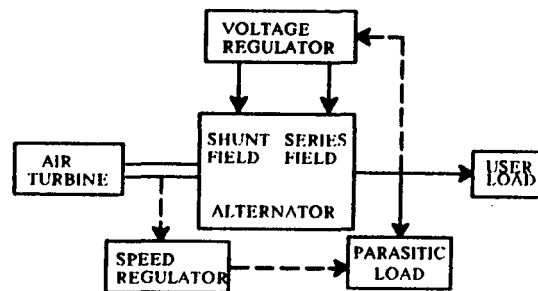 VOLTAGE
REGULATOR
SHUNT SERIES
FIELD FIELD
AIR
TURBINE
USER
LOAD
ALTERNATOR
SPEED
REGULATOR
PARASITIC
LOAD